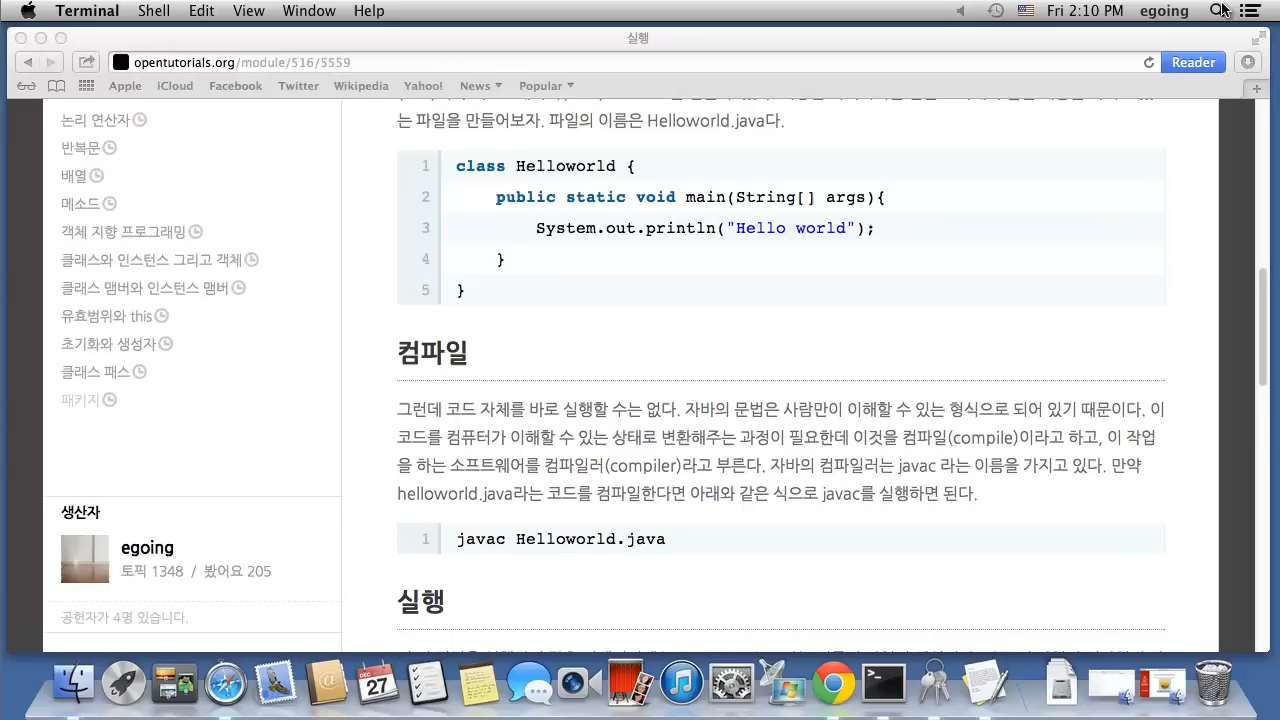 Terminal Shell Edit View Window Help Fri 2:10 PM egoing
실행
opentutorials.org/module/516/5559 Reader
Apple iCloud Facebook Twitter Wikipedia Yahoo! News Popular
논리 연산자
반복문
배열
메소드
객체 지향 프로그래밍
클래스와 인스턴스 그리고 객체
클래스 맴버와 인스턴스 맴버
유효범위와 this
초기화와 생성자
클래스 패스
패키지
생산자
egoing
토픽 1348 / 봤어요 205
공헌자가 4명 있습니다.
는 파일을 만들어보자. 파일의 이름은 Helloworld.java다.
1 class Helloworld {
2 public static void main(String[] args){
3 System.out.println("Hello world");
4 }
5 }
컴파일
그런데 코드 자체를 바로 실행할 수는 없다. 자바의 문법은 사람만이 이해할 수 있는 형식으로 되어 있기 때문이다. 이
코드를 컴퓨터가 이해할 수 있는 상태로 변환해주는 과정이 필요한데 이것을 컴파일(compile)이라고 하고, 이 작업
을 하는 소프트웨어를 컴파일러(compiler)라고 부른다. 자바의 컴파일러는 javac 라는 이름을 가지고 있다. 만약
helloworld.java라는 코드를 컴파일한다면 아래와 같은 식으로 javac를 실행하면 된다.
1 javac Helloworld.java
실행
DEC
27